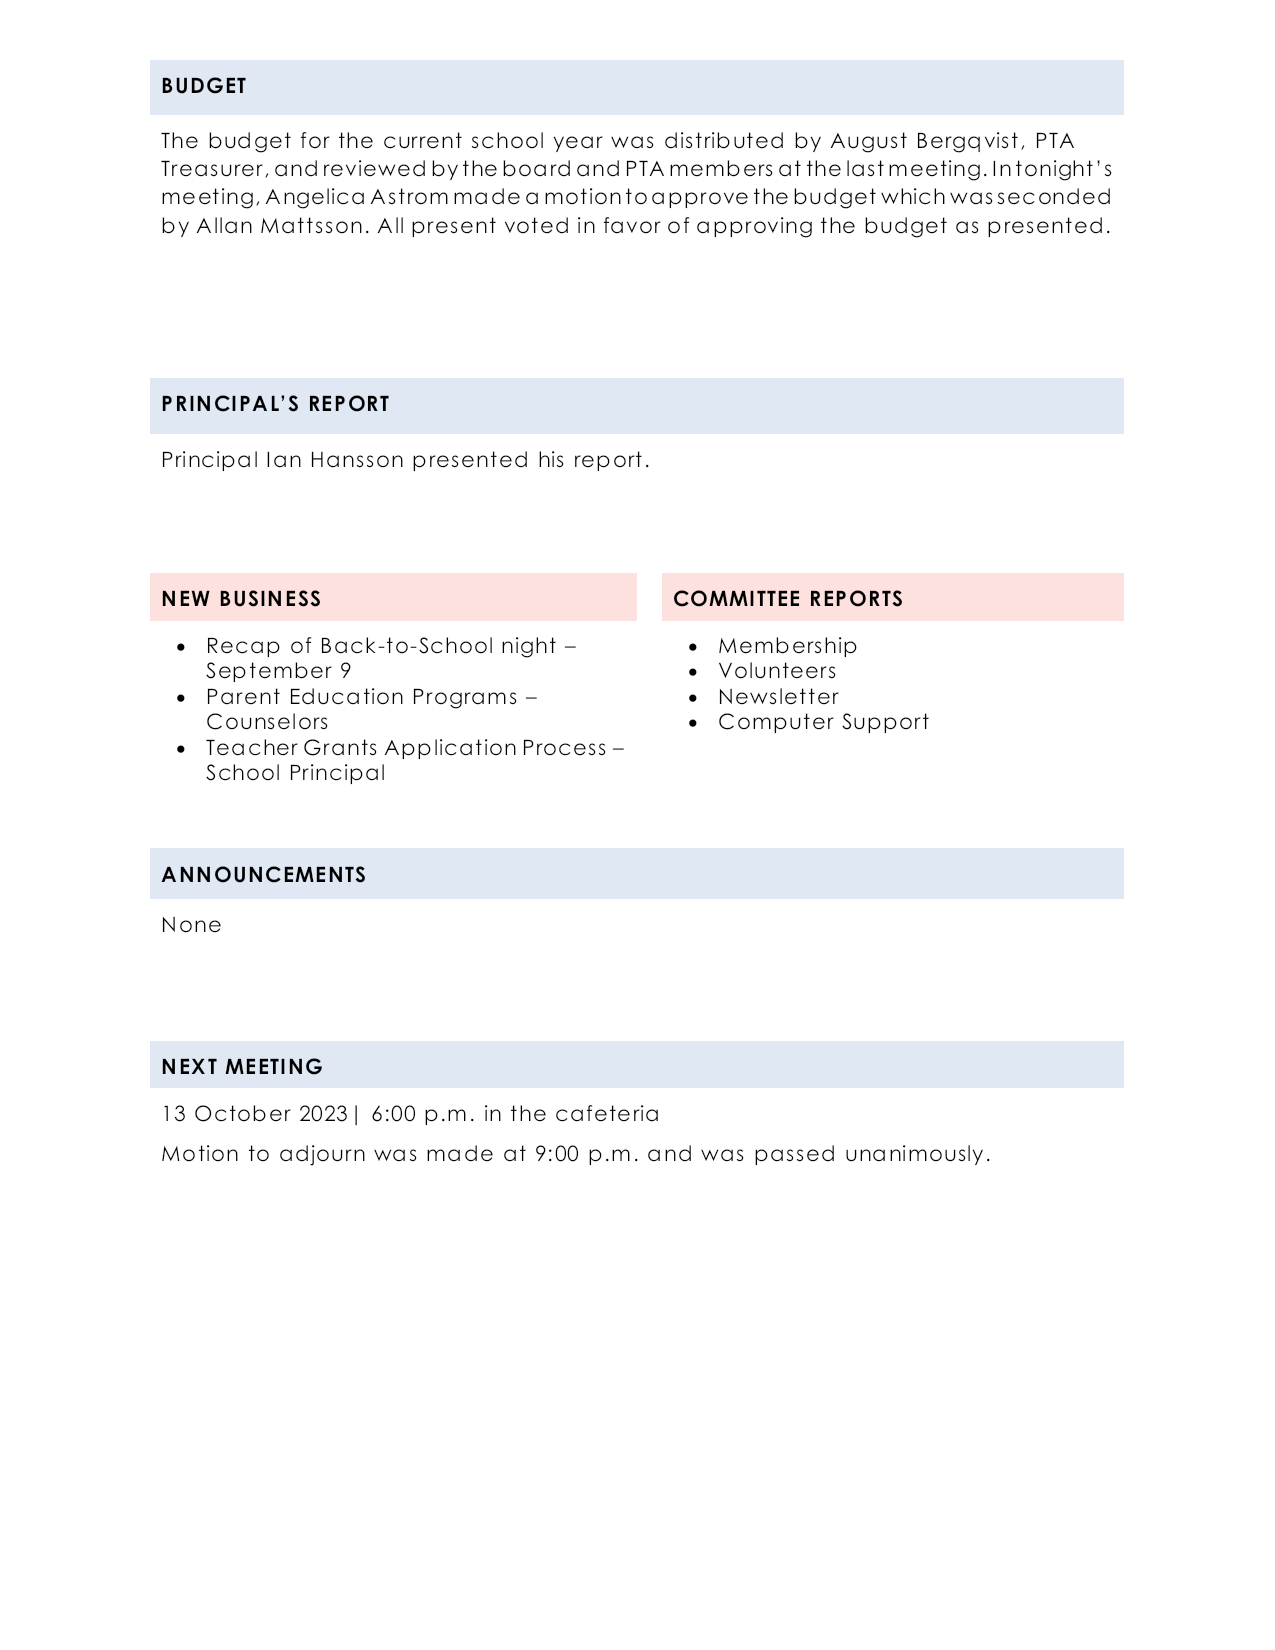 BUDGET
The budget for the current school year was distributed by August Bergqvist, PTA
Treasurer, and reviewed by the board and PTA members at the last meeting. In tonight’s
meeting, Angelica Astrom made a motion to approve the budget which was seconded
by Allan Mattsson. All present voted in favor of approving the budget as presented.
PRINCIPAL’S REPORT
Principal Ian Hansson presented his report.
NEW BUSINESS
• Recap of Back-to-School night –
September 9
• Parent Education Programs –
Counselors
• Teacher Grants Application Process –
School Principal
COMMITTEE REPORTS
• Membership
• Volunteers
• Newsletter
• Computer Support
ANNOUNCEMENTS
None
NEXT MEETING
13 October 2023| 6:00 p.m. in the cafeteria
Motion to adjourn was made at 9:00 p.m. and was passed unanimously.